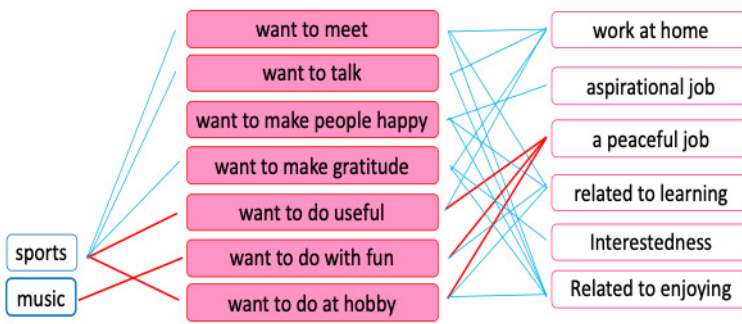 sports
music
want to meet
want to talk
want to make people happy
want to make gratitude
want to do useful
want to do with fun
want to do at hobby
work at home
aspirational job
a peaceful job
related to learning
Interestedness
Related to enjoying